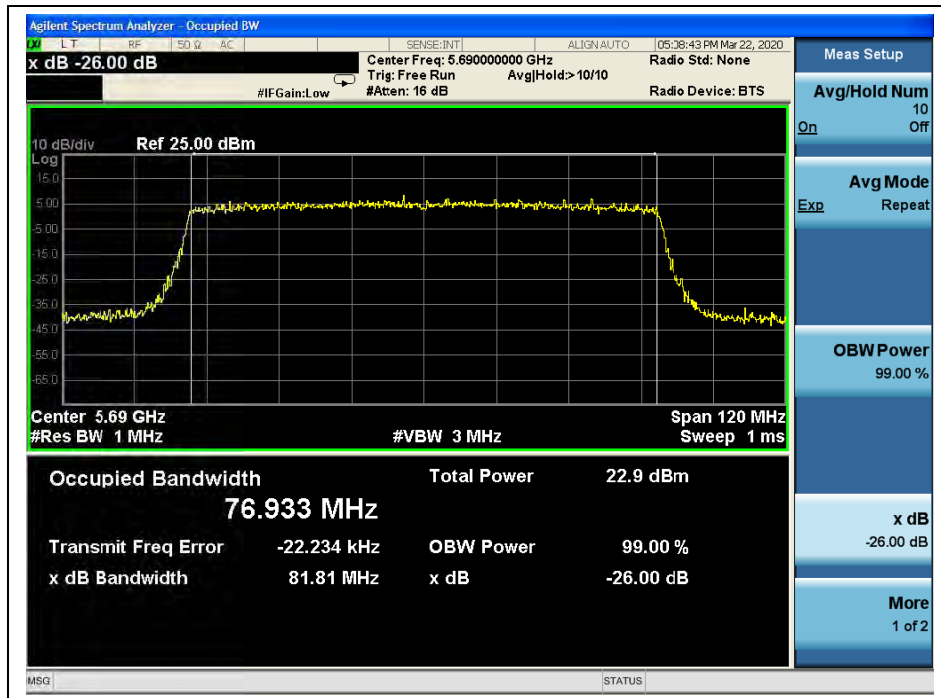 Agilent Spectrum Analyzer - Occupied BW
LXI L T RF 50 Ω AC SENSE:INT ALIGN AUTO 05:38:43 PM Mar 22, 2020
x dB -26.00 dB
Center Freq: 5.690000000 GHz
Radio Std: None
Trig: Free Run Avg|Hold:> 10/10
#IFGain:Low
#Atten: 16 dB
Radio Device: BTS
10 dB/div Ref 25.00 dBm
Log
15.0
5.00
-5.00
-15.0
-25.0
-35.0
-45.0
-55.0
-65.0
Center 5.69 GHz Span 120 MHz
#Res BW 1 MHz #VBW 3 MHz Sweep 1 ms
Occupied Bandwidth Total Power 22.9 dBm
76.933 MHz
Transmit Freq Error -22.234 kHz OBW Power 99.00 %
x dB Bandwidth 81.81 MHz x dB -26.00 dB
MSG STATUS
Meas Setup
Avg/Hold Num
10
On Off
Avg Mode
Exp Repeat
OBW Power
99.00 %
x dB
-26.00 dB
More
1 of 2